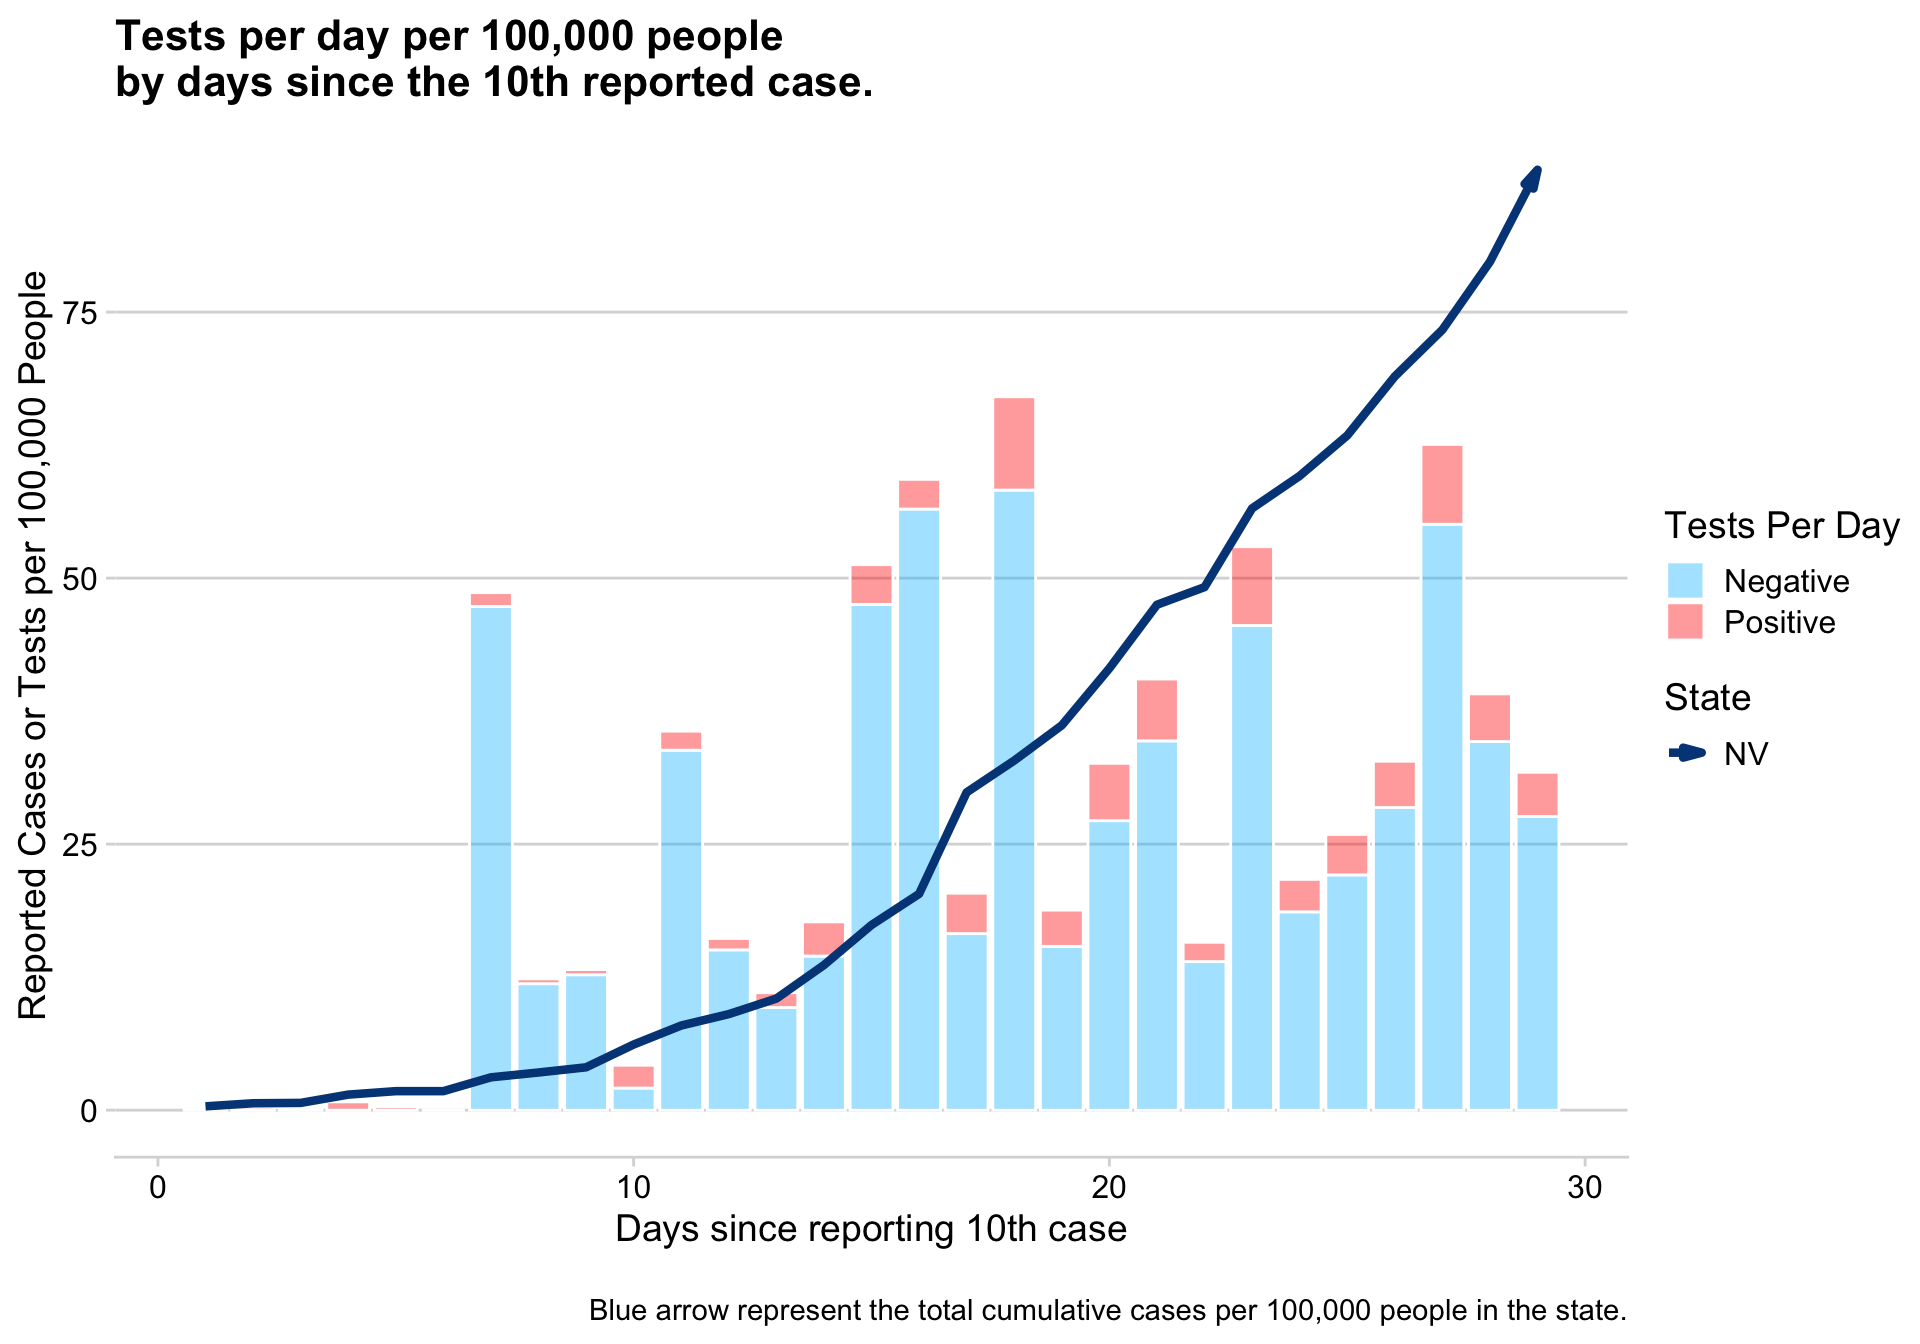 Tests per day per 100,000 people
by days since the 10th reported case.
Reported Cases or Tests per 100,000 People
75
50
25
0
0 10 20 30
Days since reporting 10th case
Tests Per Day
Negative
Positive
State
NV
Blue arrow represent the total cumulative cases per 100,000 people in the state.